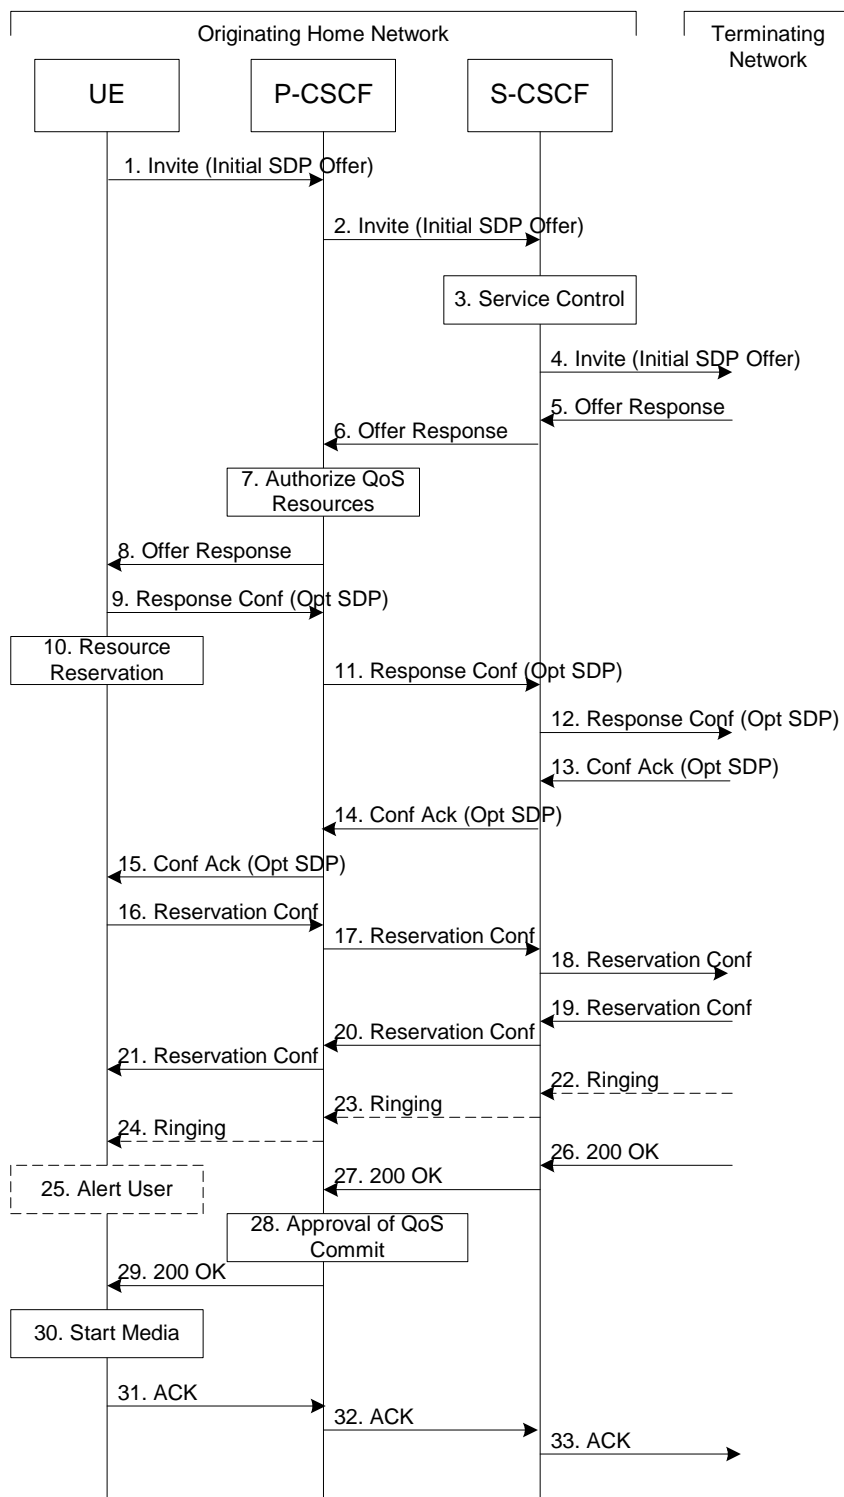 Originating Home Network
Terminating
Network
UE
P-CSCF
S-CSCF
1. Invite (Initial SDP Offer)
2. Invite (Initial SDP Offer)
3. Service Control
4. Invite (Initial SDP Offer)
5. Offer Response
6. Offer Response
7. Authorize QoS
Resources
8. Offer Response
9. Response Conf (Opt SDP)
10. Resource
Reservation
11. Response Conf (Opt SDP)
12. Response Conf (Opt SDP)
13. Conf Ack (Opt SDP)
14. Conf Ack (Opt SDP)
15. Conf Ack (Opt SDP)
16. Reservation Conf
17. Reservation Conf
18. Reservation Conf
19. Reservation Conf
20. Reservation Conf
21. Reservation Conf
22. Ringing
23. Ringing
24. Ringing
25. Alert User
26. 200 OK
27. 200 OK
28. Approval of QoS
Commit
29. 200 OK
30. Start Media
31. ACK
32. ACK
33. ACK